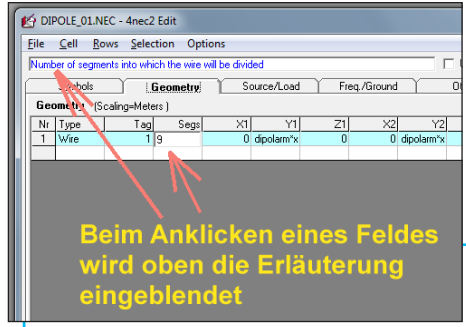 DIPOLE_01.NEC - 4nec2 Edit
File Cell Rows Selection Options
Number of segments into which the wire will be divided
Symbols Geometry Source/Load Freq./Ground
Geometry (Scaling=Meters )
Nr Type Tag Segs X1 Y1 Z1 X2 Y2
1 Wire 1 9 0 dipolarm*x 0 0 dipolarm*x
Beim Anklicken eines Feldes
wird oben die Erläuterung
eingeblendet